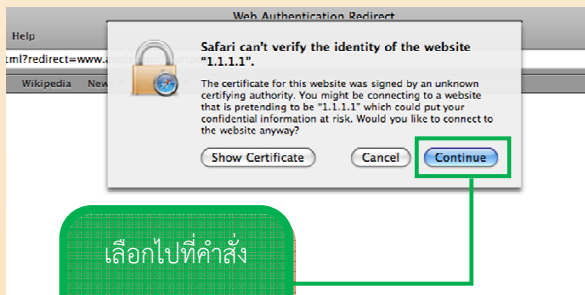 Web Authentication Redirect
Help
tml?redirect=www.a
Wikipedia
Safari can't verify the identity of the website
"1.1.1.1".
The certificate for this website was signed by an unknown
certifying authority. You might be connecting to a website
that is pretending to be "1.1.1.1" which could put your
confidential information at risk. Would you like to connect to
the website anyway?
Show Certificate
Cancel
Continue
เลือกไปที่คำสั่ง